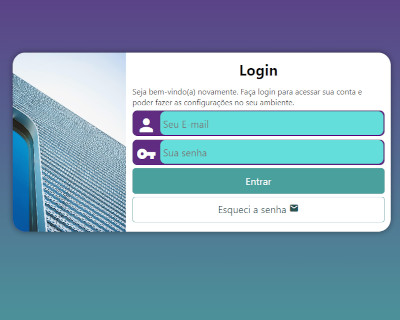 Login
Seja bem-vindo(a) novamente. Faça login para acessar sua conta e
poder fazer as configurações no seu ambiente.
Seu E-mail
Sua senha
Entrar
Esqueci a senha